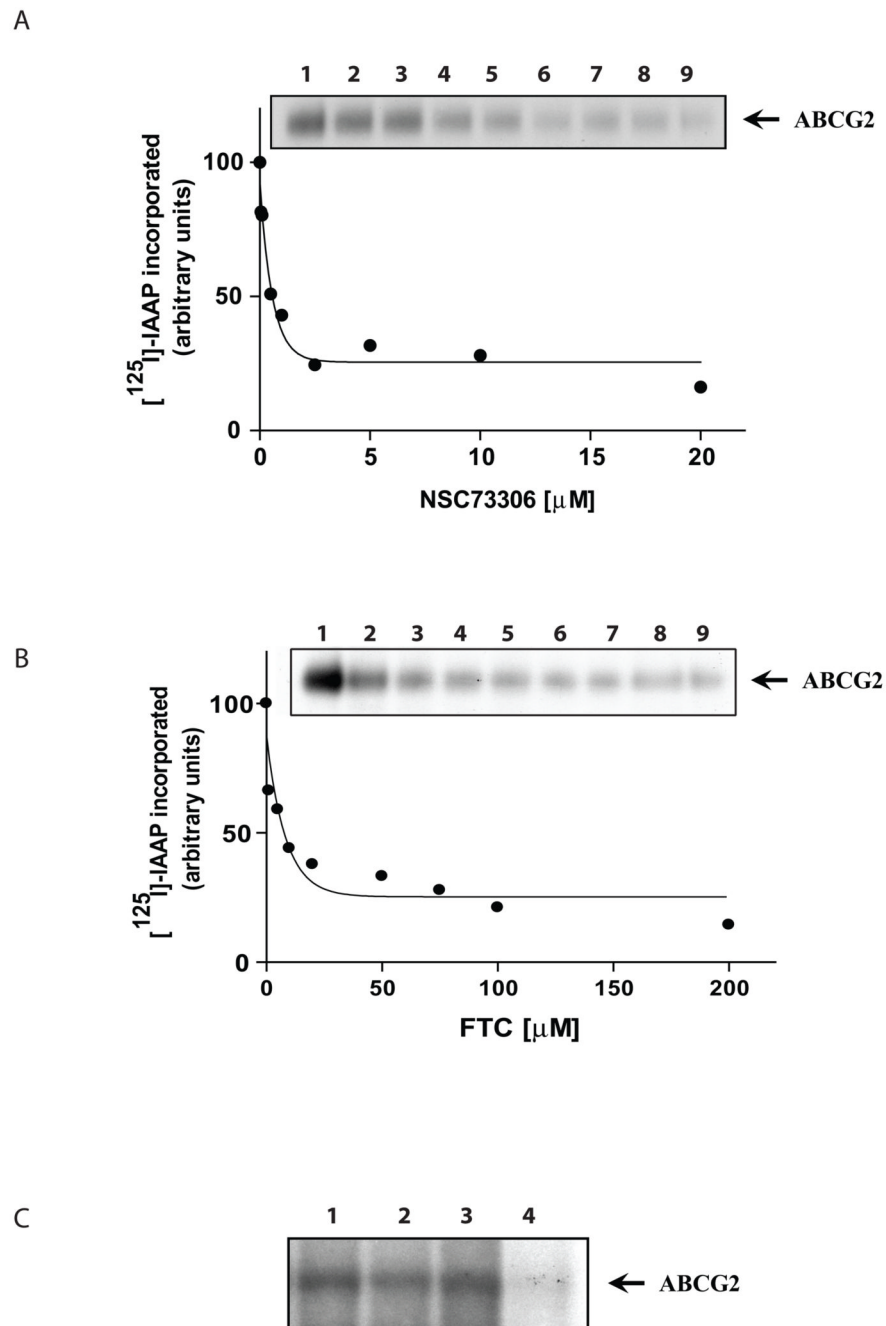 A
1 2 3 4 5 6 7 8 9
ABCG2
100
50
0
[125I]-IAAP incorporated
(arbitrary units)
0 5 10 15 20
NSC73306 [μM]
B
1 2 3 4 5 6 7 8 9
ABCG2
100
50
0
[125I]-IAAP incorporated
(arbitrary units)
0 50 100 150 200
FTC [μM]
C
1 2 3 4
ABCG2